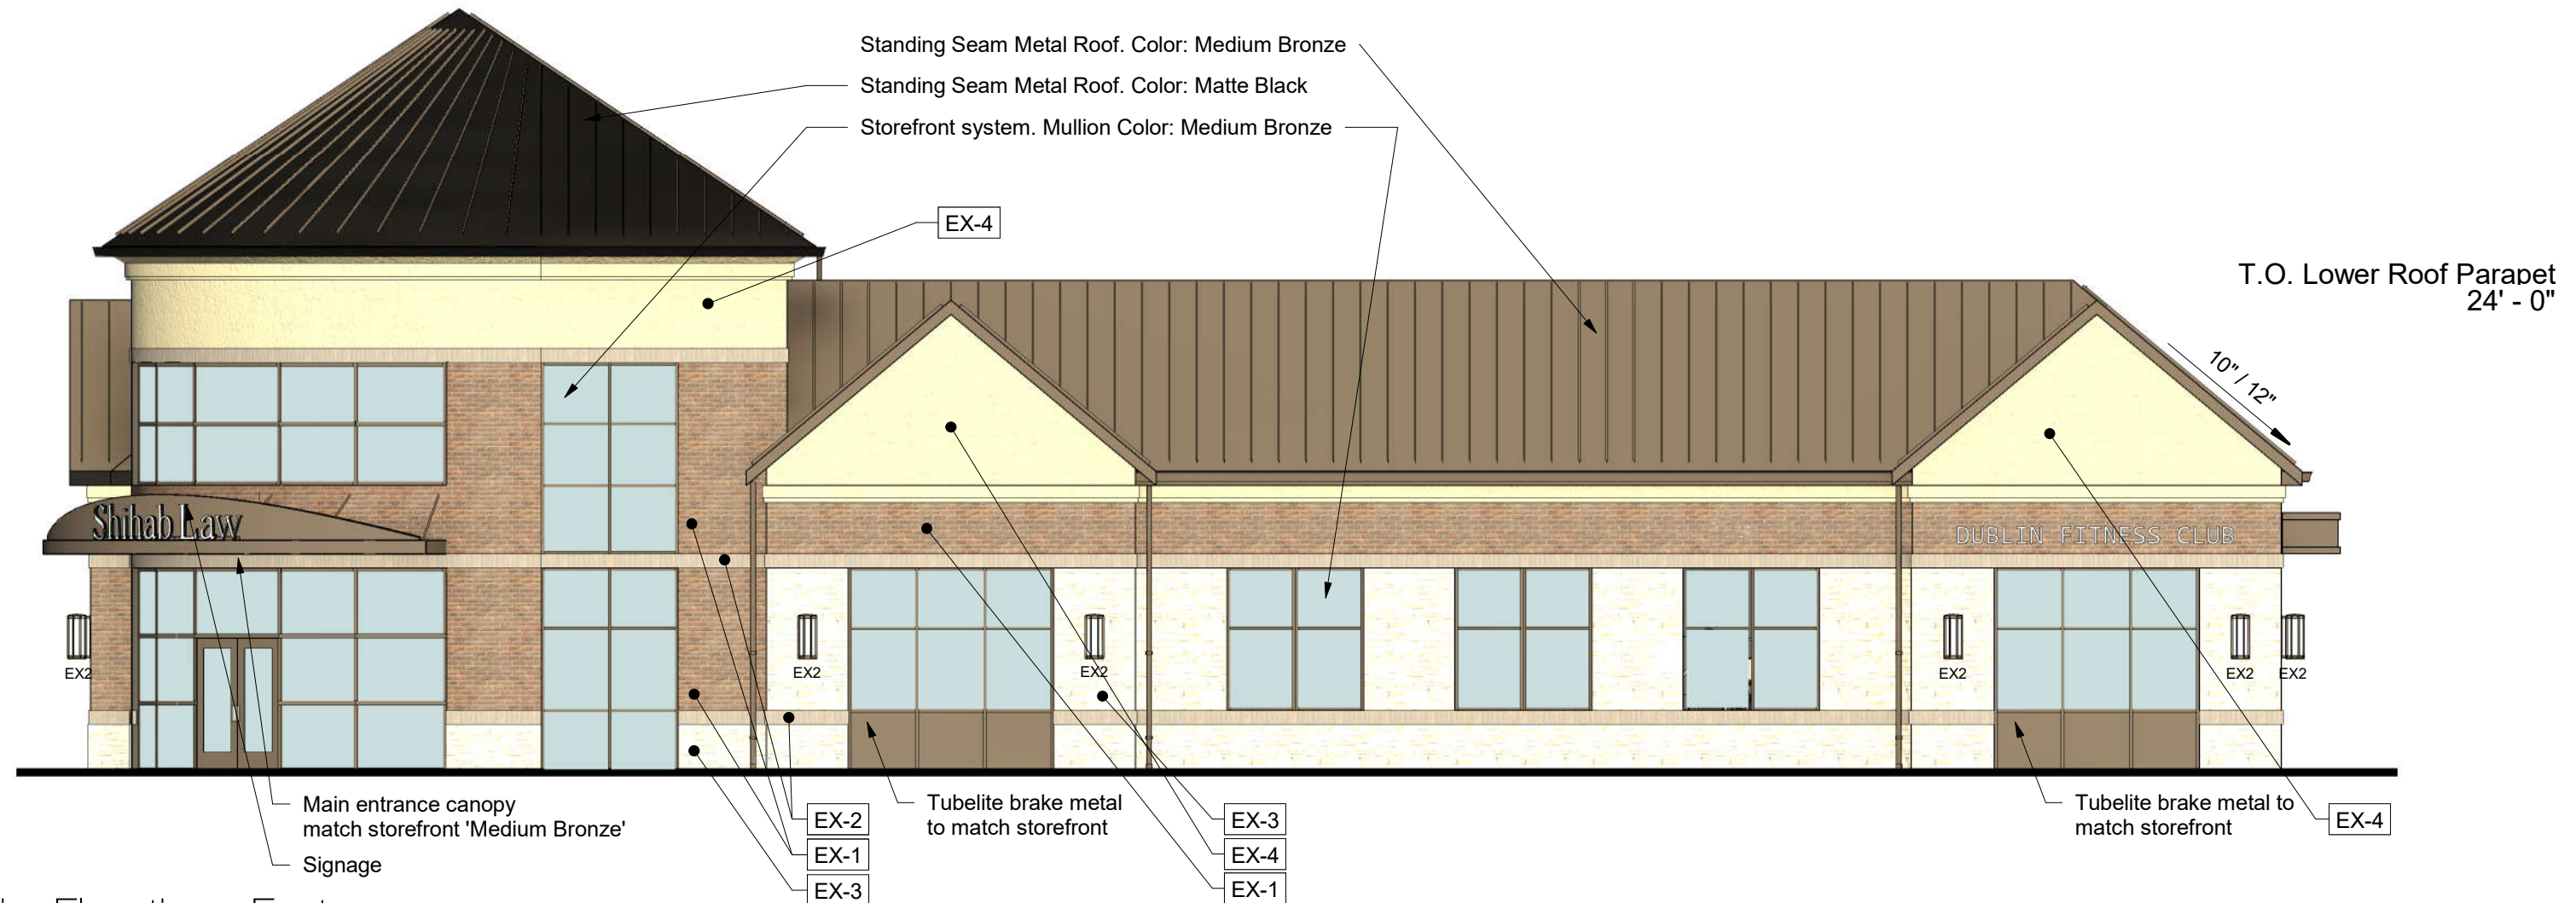 Standing Seam Metal Roof. Color: Medium Bronze
Standing Seam Metal Roof. Color: Matte Black
Storefront system. Mullion Color: Medium Bronze
EX-4
T.O. Lower Roof Parapet
24' - 0"
10" / 12"
Shihab Law
DUBLIN FITNESS CLUB
EX2
EX2
EX2
EX2
EX2
EX2
Main entrance canopy
match storefront 'Medium Bronze'
Signage
EX-2
EX-1
EX-3
Tubelite brake metal
to match storefront
EX-3
EX-4
EX-1
Tubelite brake metal to
match storefront
EX-4